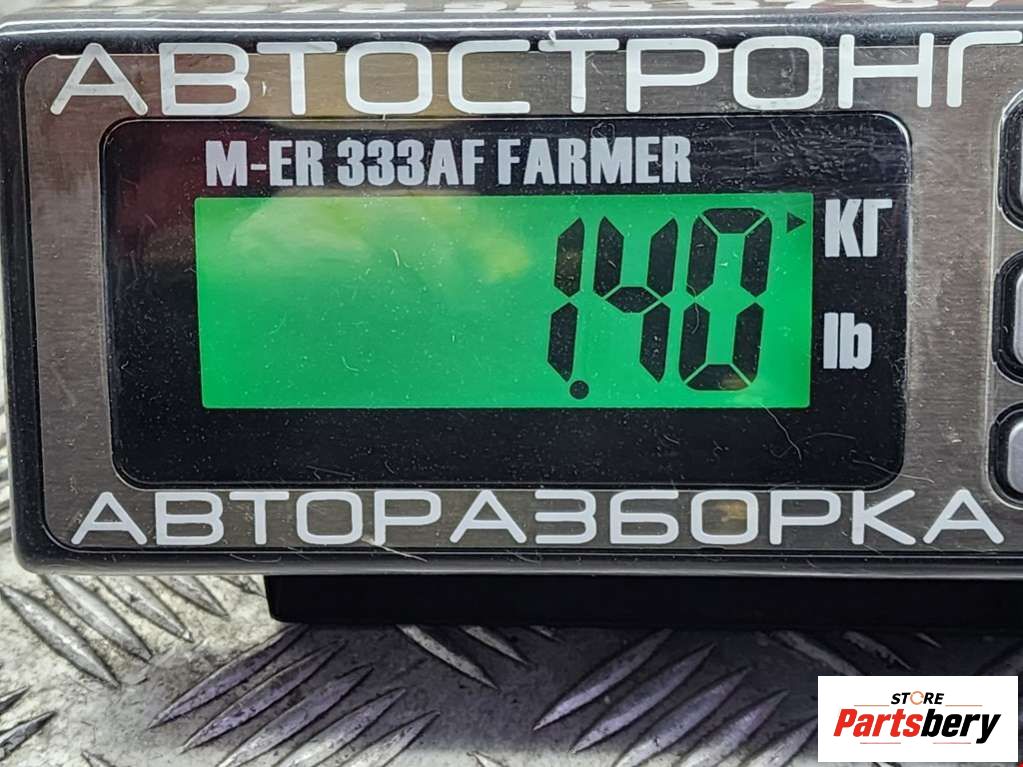 АВТОСТРОНГ
M-ER 333AF FARMER
1.40
КГ
lb
АВТОРАЗБОРКА
STORE
Partsbery